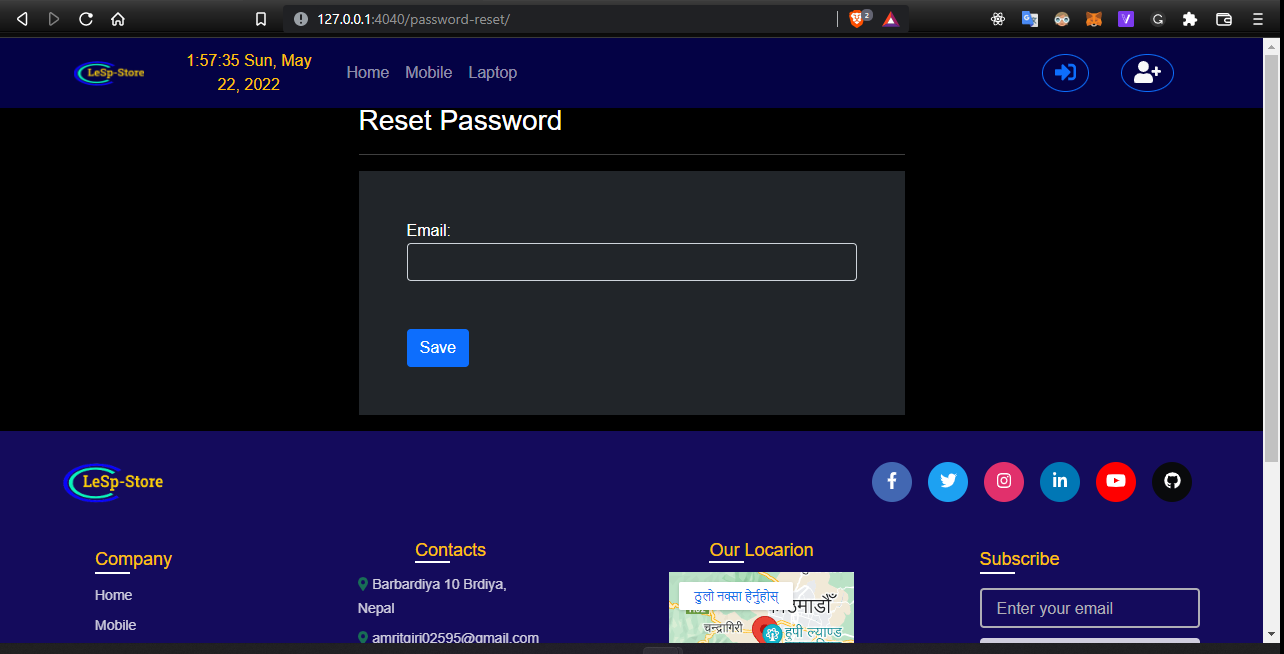 127.0.0.1:4040/password-reset/
2
LeSp-Store
1:57:35 Sun, May
22, 2022
Home
Mobile
Laptop
Reset Password
Email:
Save
LeSp-Store
Company
Home
Mobile
Contacts
Barbardiya 10 Brdiya,
Nepal
amritgiri02595@gmail.com
Our Locarion
ठुलो नक्सा हेर्नुहोस्
चन्द्रागिरी
हुपी ल्याण्ड
Subscribe
Enter your email